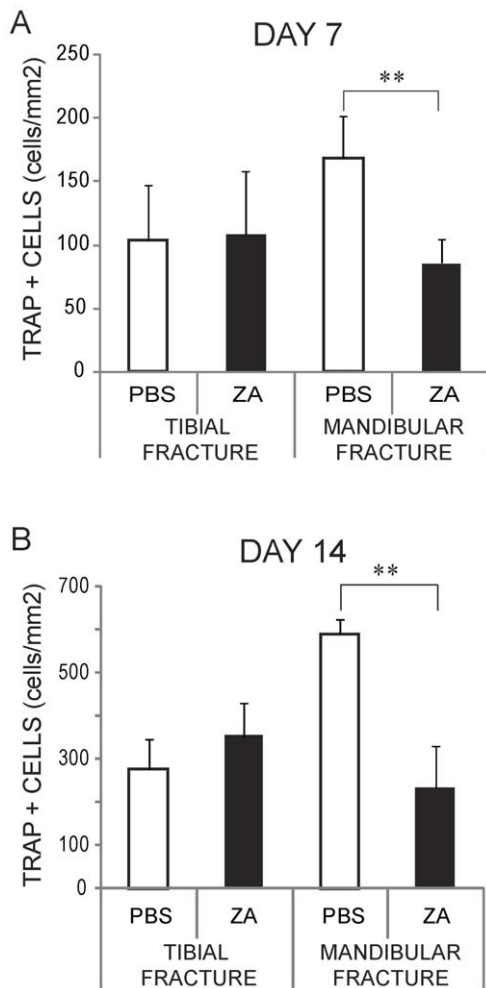 A
DAY 7
TRAP + CELLS (cells/mm2)
250
200
150
100
50
0
**
PBS ZA PBS ZA
TIBIAL FRACTURE
MANDIBULAR FRACTURE
B
DAY 14
TRAP + CELLS (cells/mm2)
700
600
300
100
0
**
PBS ZA PBS ZA
TIBIAL FRACTURE
MANDIBULAR FRACTURE